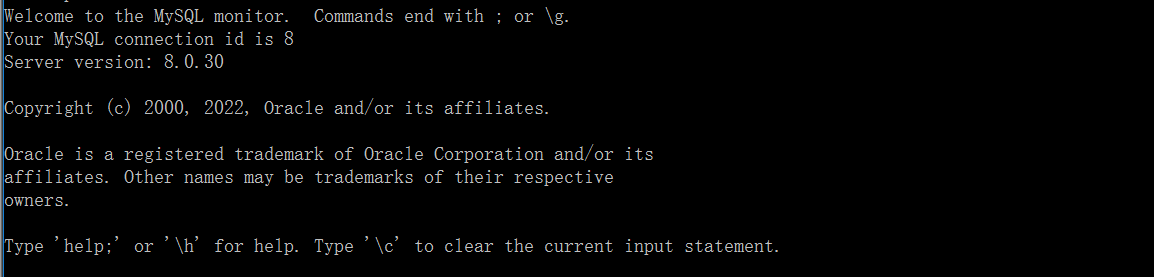 Welcome to the MySQL monitor.  Commands end with ; or \g.
Your MySQL connection id is 8
Server version: 8.0.30
Copyright (c) 2000, 2022, Oracle and/or its affiliates.
Oracle is a registered trademark of Oracle Corporation and/or its
affiliates. Other names may be trademarks of their respective
owners.
Type 'help;' or '\h' for help. Type '\c' to clear the current input statement.